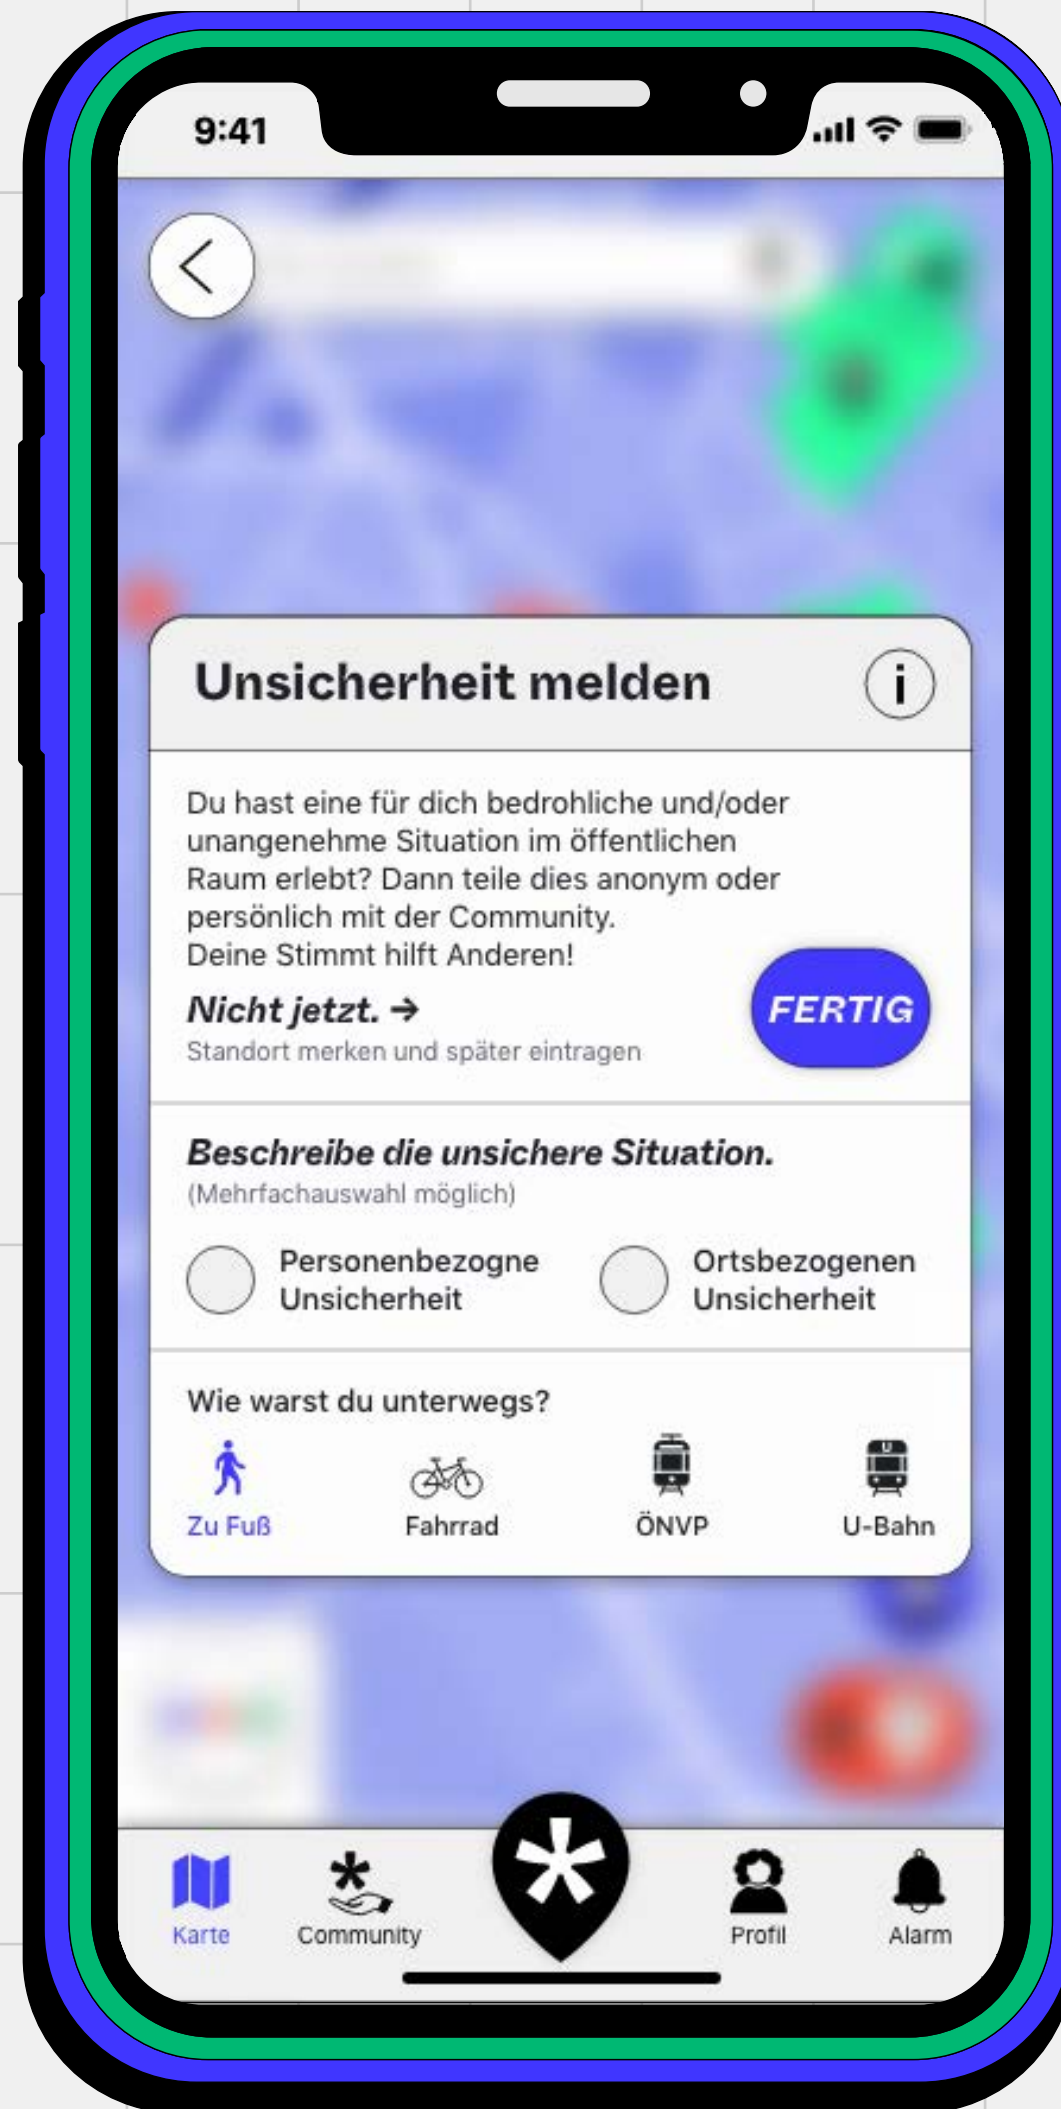 9:41
Unsicherheit melden
i
Du hast eine für dich bedrohliche und/oder
unangenehme Situation im öffentlichen
Raum erlebt? Dann teile dies anonym oder
persönlich mit der Community.
Deine Stimmt hilft Anderen!
Nicht jetzt. →
FERTIG
Standort merken und später eintragen
Beschreibe die unsichere Situation.
(Mehrfachauswahl möglich)
Personenbezogne
Unsicherheit
Ortsbezogenen
Unsicherheit
Wie warst du unterwegs?
U
Zu Fuß
Fahrrad
ÖNVP
U-Bahn
Karte
Community
Profil
Alarm